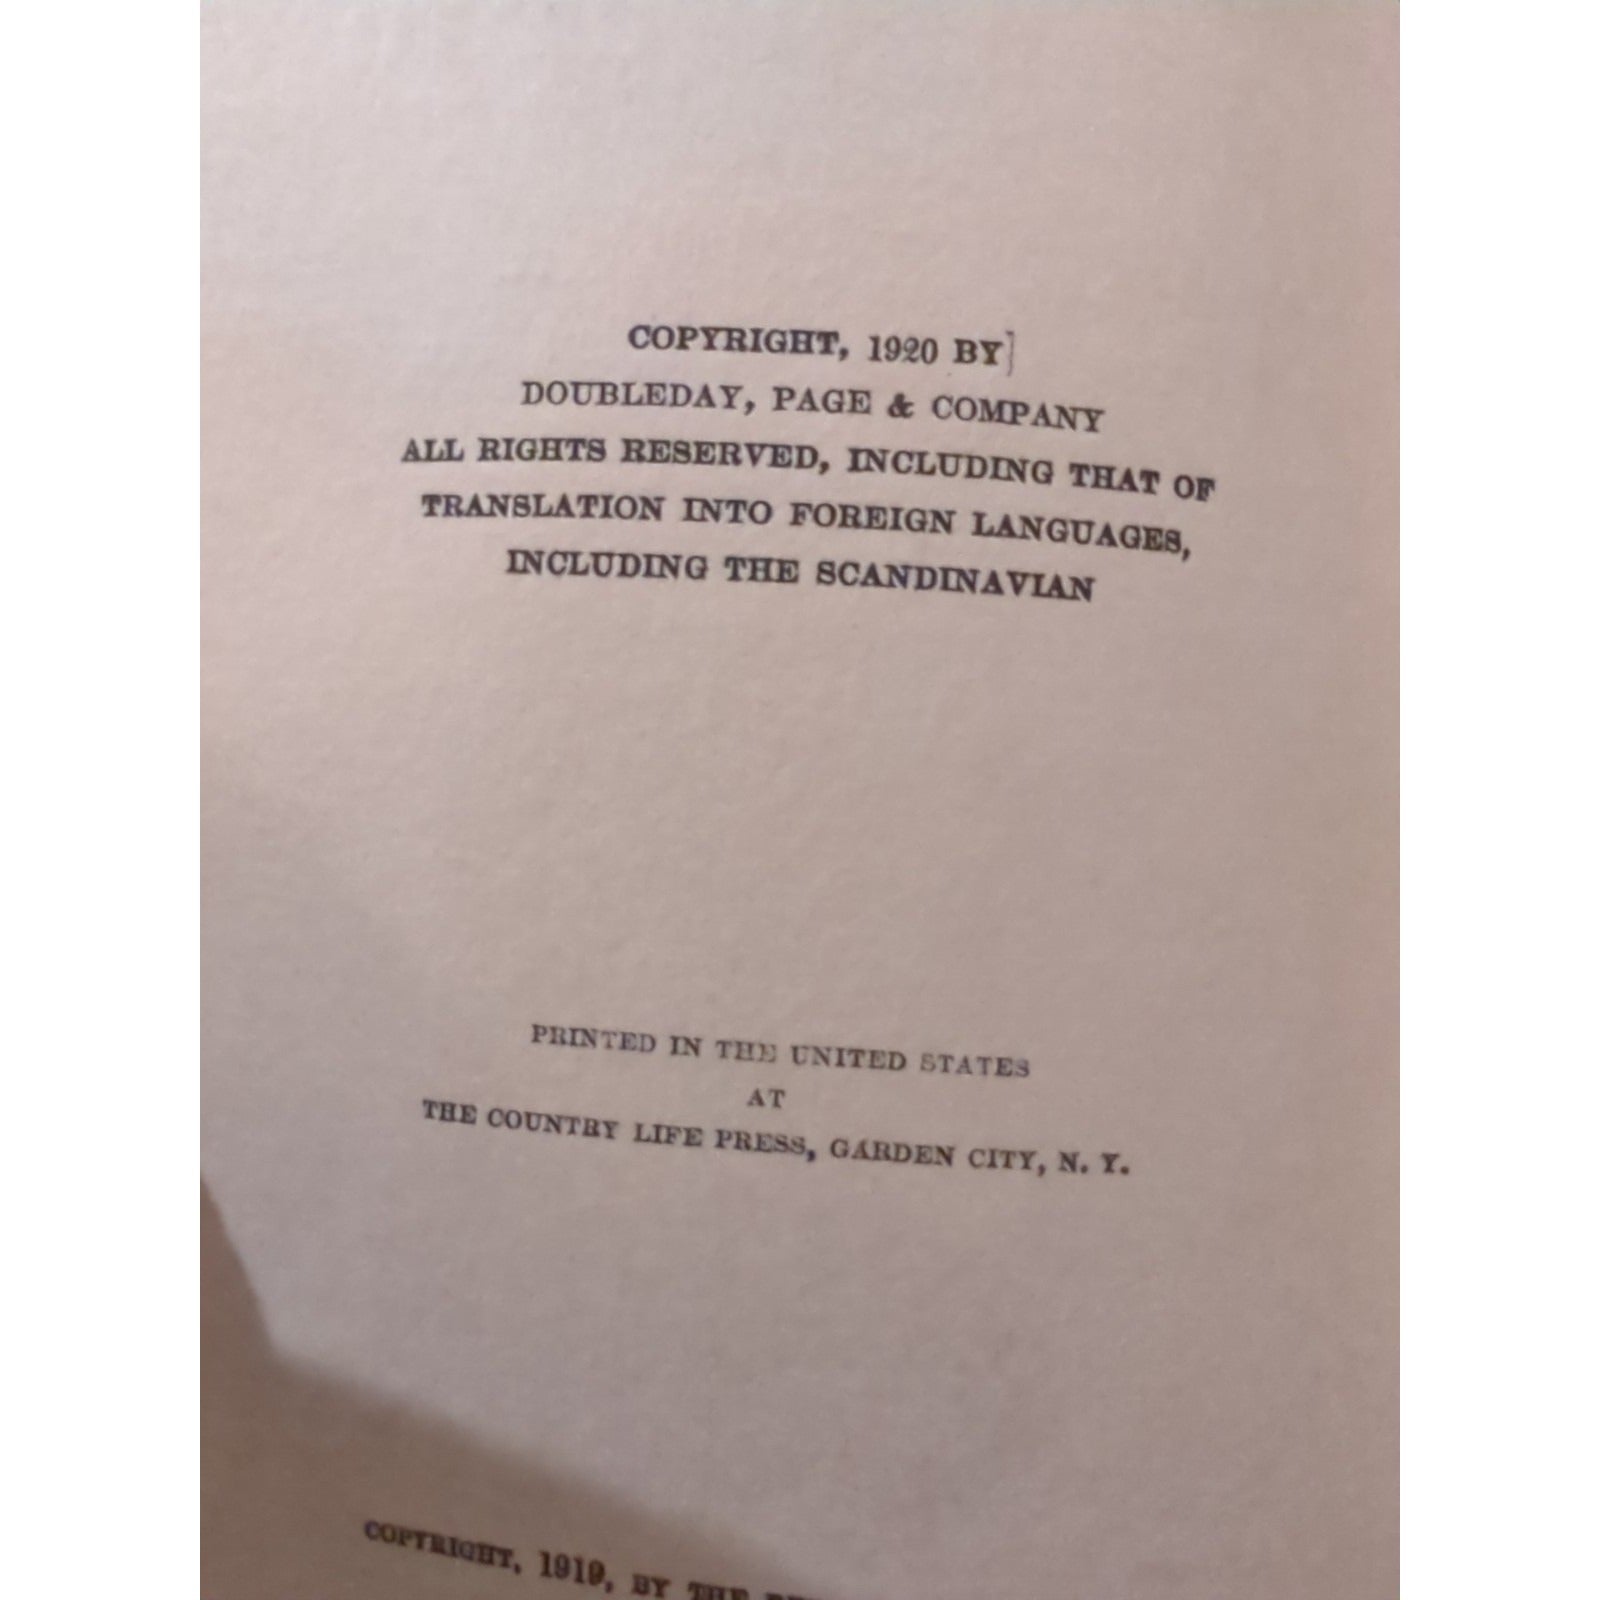 COPYRIGHT, 1920 BY
DOUBLEDAY, PAGE & COMPANY
ALL RIGHTS RESERVED, INCLUDING THAT OF
TRANSLATION INTO FOREIGN LANGUAGES,
INCLUDING THE SCANDINAVIAN
PRINTED IN THE UNITED STATES
AT
THE COUNTRY LIFE PRESS, GARDEN CITY, N. Y.
COPYRIGHT, 1919, BY THE